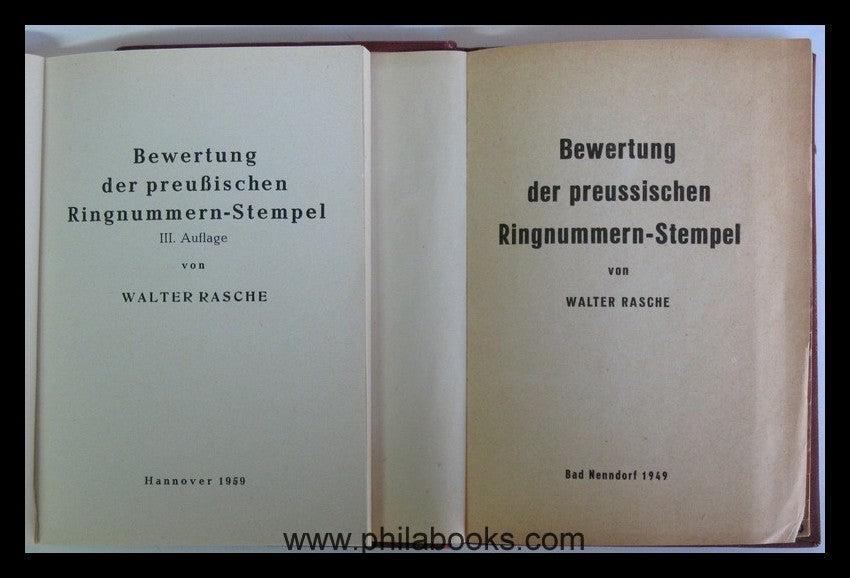 Bewertung
der preußischen
Ringnummern-Stempel
III. Auflage
von
WALTER RASCHE
Hannover 1959
Bewertung
der preussischen
Ringnummern-Stempel
von
WALTER RASCHE
Bad Nenndorf 1949
www.philabooks.com